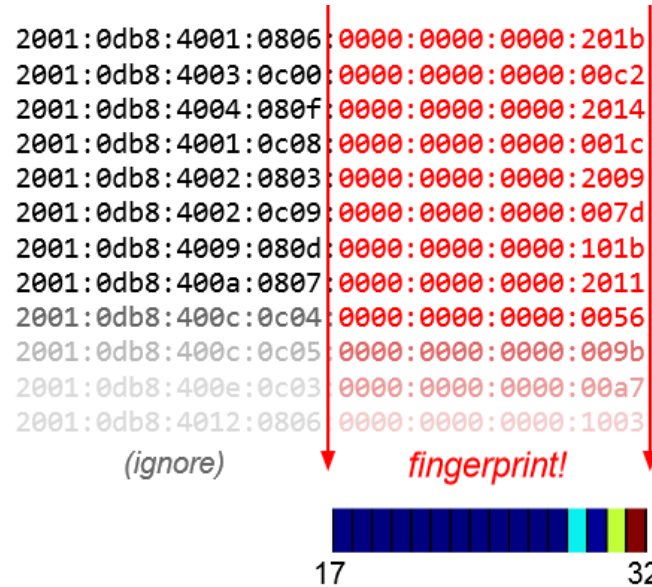 2001:0db8:4001:0806:0000:0000:0000:201b
2001:0db8:4003:0c00:0000:0000:0000:00c2
2001:0db8:4004:080f:0000:0000:0000:2014
2001:0db8:4001:0c08:0000:0000:0000:001c
2001:0db8:4002:0803:0000:0000:0000:2009
2001:0db8:4002:0c09:0000:0000:0000:007d
2001:0db8:4009:080d:0000:0000:0000:101b
2001:0db8:400a:0807:0000:0000:0000:2011
2001:0db8:400c:0c04:0000:0000:0000:0056
2001:0db8:400c:0c05:0000:0000:0000:009b
2001:0db8:400e:0c03:0000:0000:0000:00a7
2001:0db8:4012:0806:0000:0000:0000:1003
(ignore) fingerprint!
17 32